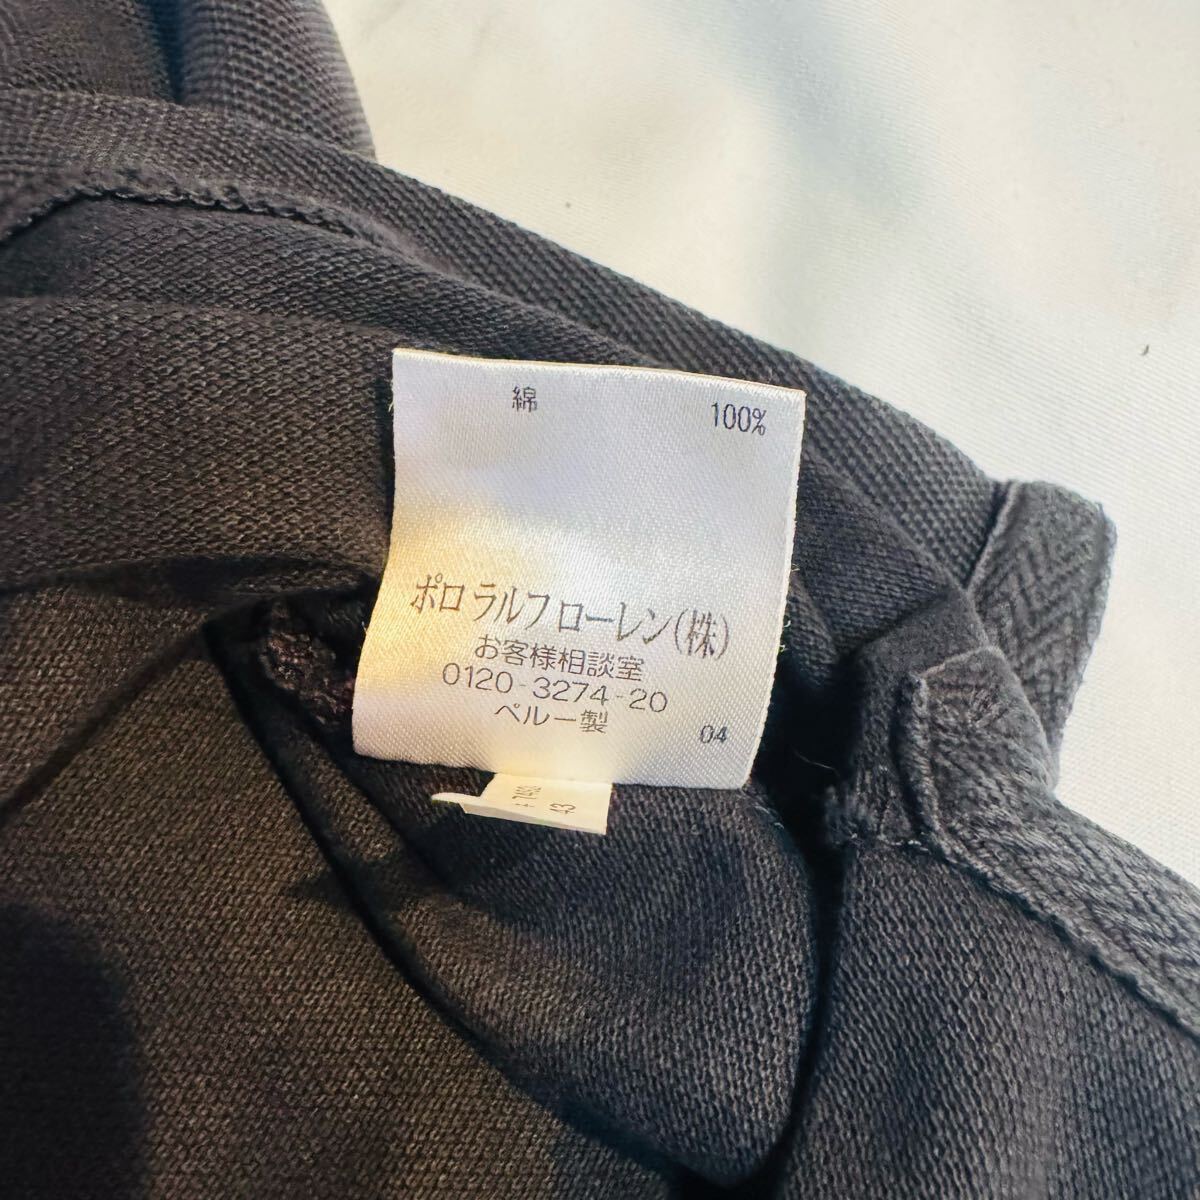 綿 100%
ポロ ラルフ ローレン(株)
お客様相談室
0120-3274-20
ペルー製
04